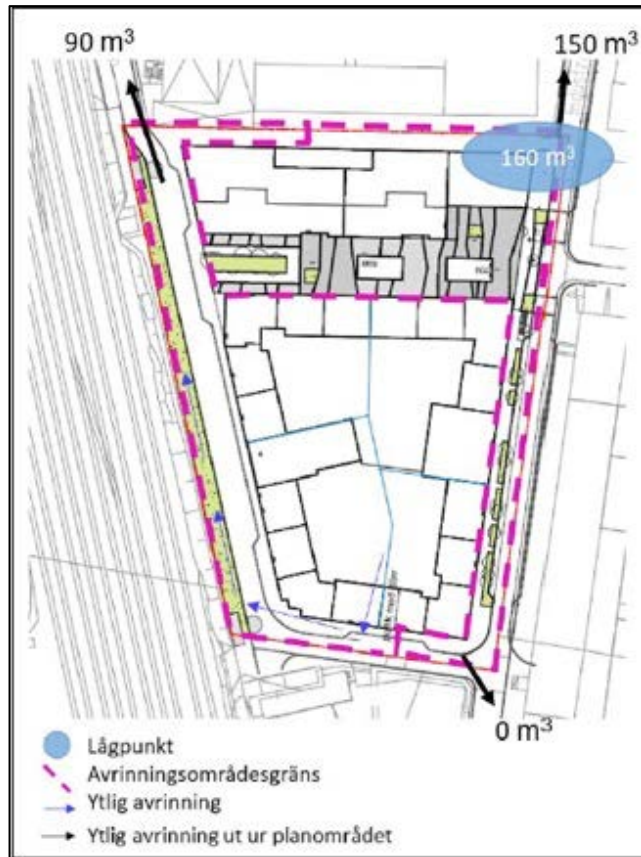 90 m³
150 m³
160 m³
0 m³
Lågpunkt
Avrinningsområdesgräns
Ytlig avrinning
Ytlig avrinning ut ur planområdet